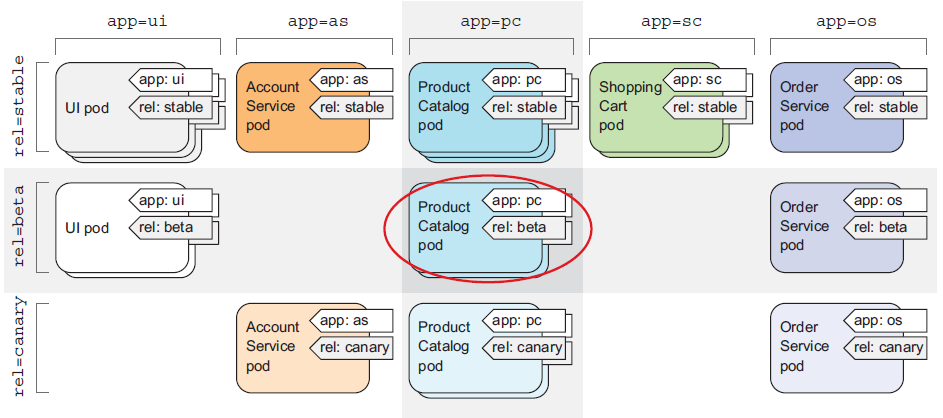 app=ui
app=as
app=pc
app=sc
app=os
rel=stable
UI pod
app: ui
rel: stable
Account
Service
pod
app: as
rel: stable
Product
Catalog
pod
app: pc
rel: stable
Shopping
Cart
pod
app: sc
rel: stable
Order
Service
pod
app: os
rel: stable
rel=beta
UI pod
app: ui
rel: beta
Product
Catalog
pod
app: pc
rel: beta
Order
Service
pod
app: os
rel: beta
rel=canary
Account
Service
pod
app: as
rel: canary
Product
Catalog
pod
app: pc
rel: canary
Order
Service
pod
app: os
rel: canary